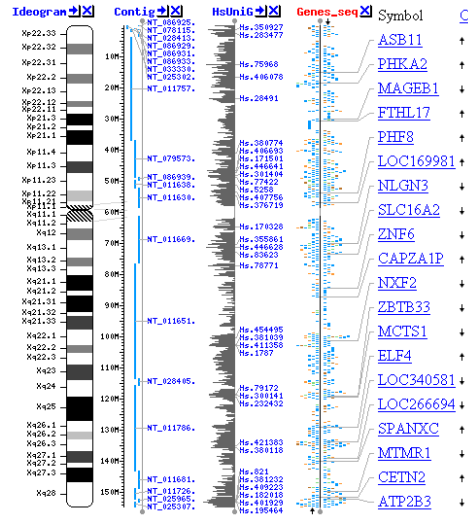 Ideogram Contig HsUniG Genes_seq Symbol
Xp22.33
Xp22.32
Xp22.31
Xp22.2
Xp22.13
Xp22.12
Xp22.11
Xp21.3
Xp21.2
Xp21.1
Xp11.4
Xp11.3
Xp11.23
Xp11.22
Xp11.21
Xp11.1
Xq11.1
Xq11.2
Xq12
Xq13.1
Xq13.2
Xq13.3
Xq21.1
Xq21.2
Xq21.31
Xq21.32
Xq21.33
Xq22.1
Xq22.2
Xq22.3
Xq23
Xq24
Xq25
Xq26.1
Xq26.2
Xq26.3
Xq27.1
Xq27.2
Xq27.3
Xq28
10M
20M
30M
40M
50M
60M
70M
80M
90M
100M
110M
120M
130M
140M
150M
NT_086925.
NT_078115.
NT_028413.
NT_086929.
NT_086931.
NT_086933.
NT_033330.
NT_025302.
NT_011757.
NT_079573.
NT_086939.
NT_011638.
NT_011630.
NT_011669.
NT_011651.
NT_028405.
NT_011786.
NT_011681.
NT_011726.
NT_025965.
NT_025307.
Hs.350927
Hs.283477
Hs.75968
Hs.406078
Hs.28491
Hs.380774
Hs.406693
Hs.171501
Hs.446641
Hs.301404
Hs.77422
Hs.5258
Hs.407756
Hs.376719
Hs.170328
Hs.355861
Hs.446628
Hs.83623
Hs.78771
Hs.454495
Hs.381039
Hs.411358
Hs.1787
Hs.79172
Hs.300141
Hs.232432
Hs.421383
Hs.380118
Hs.821
Hs.381232
Hs.409223
Hs.182018
Hs.401929
Hs.195464
ASB11
PHKA2
MAGEB1
FTHL17
PHF8
LOC169981
NLGN3
SLC16A2
ZNF6
CAPZA1P
NXF2
ZBTB33
MCTS1
ELF4
LOC340581
LOC266694
SPANXC
MTMR1
CETN2
ATP2B3